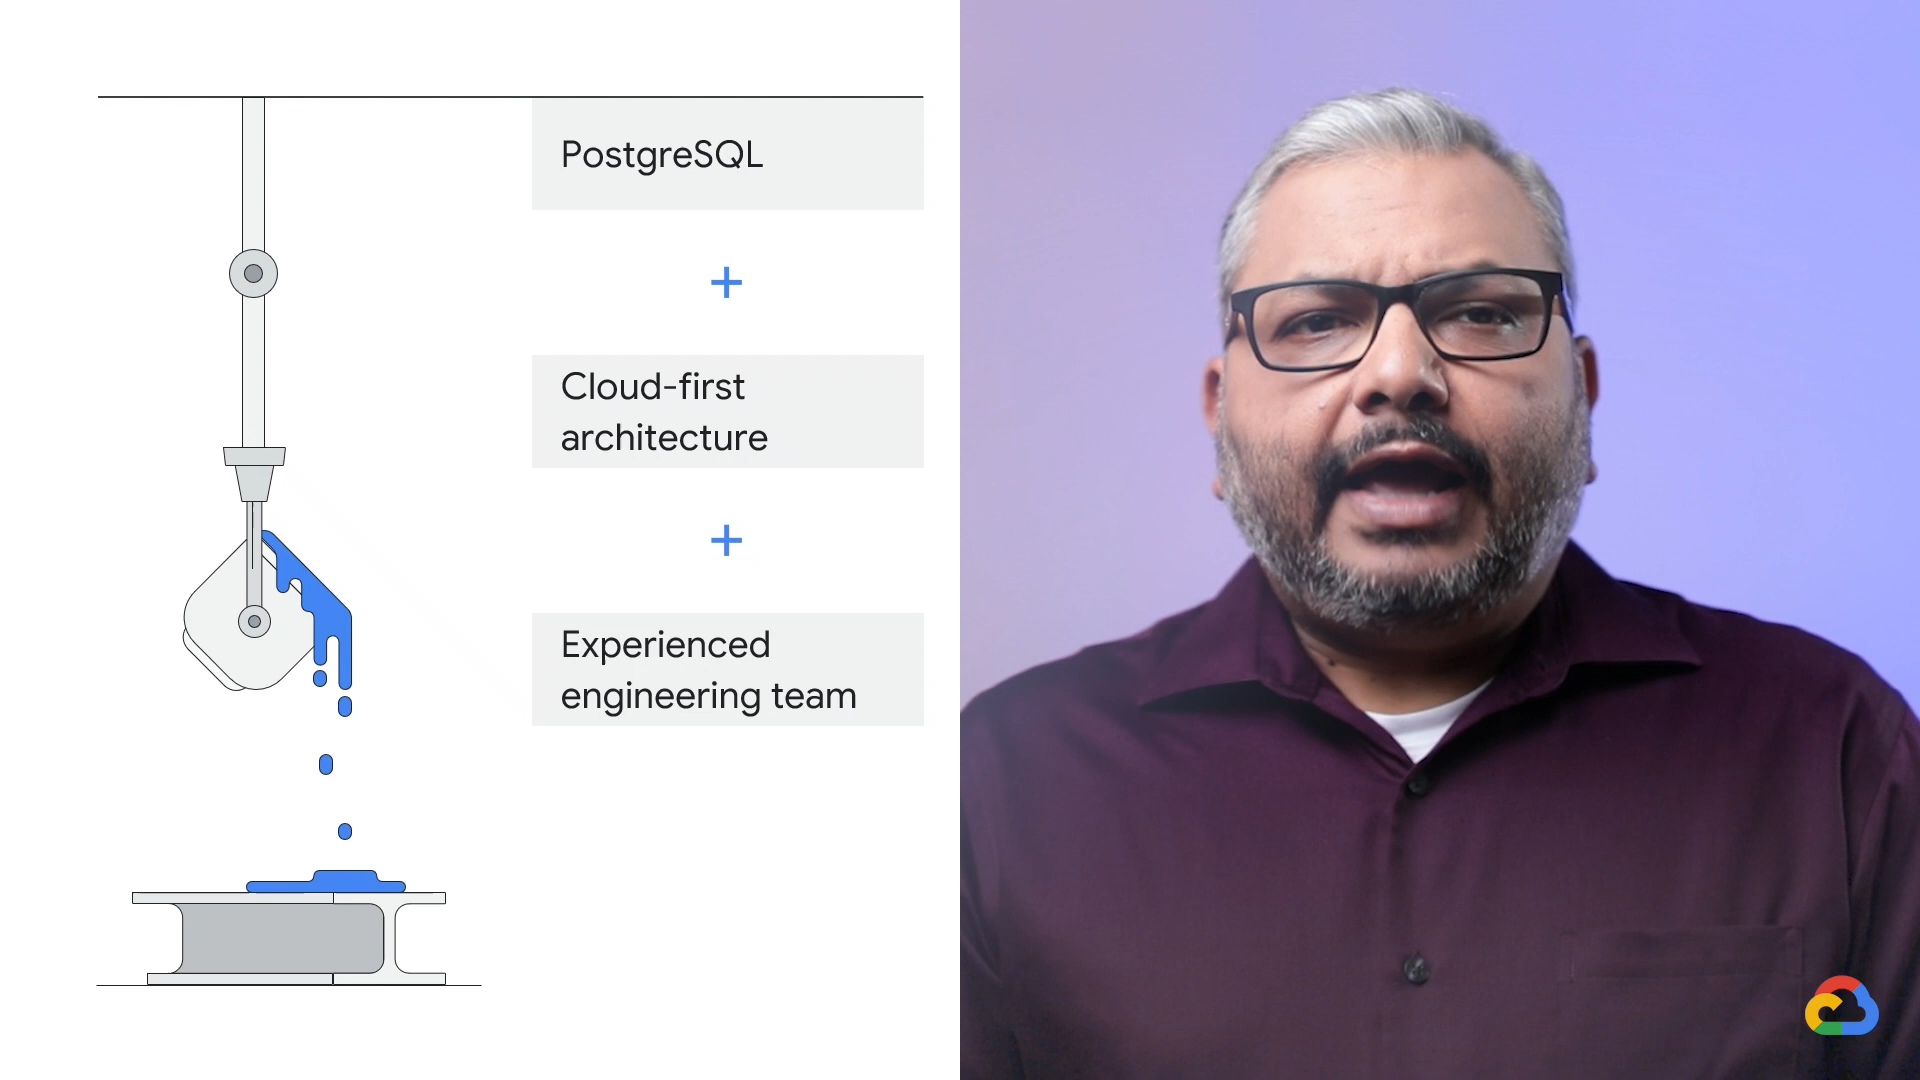 PostgreSQL
+
Cloud-first
architecture
+
Experienced
engineering team